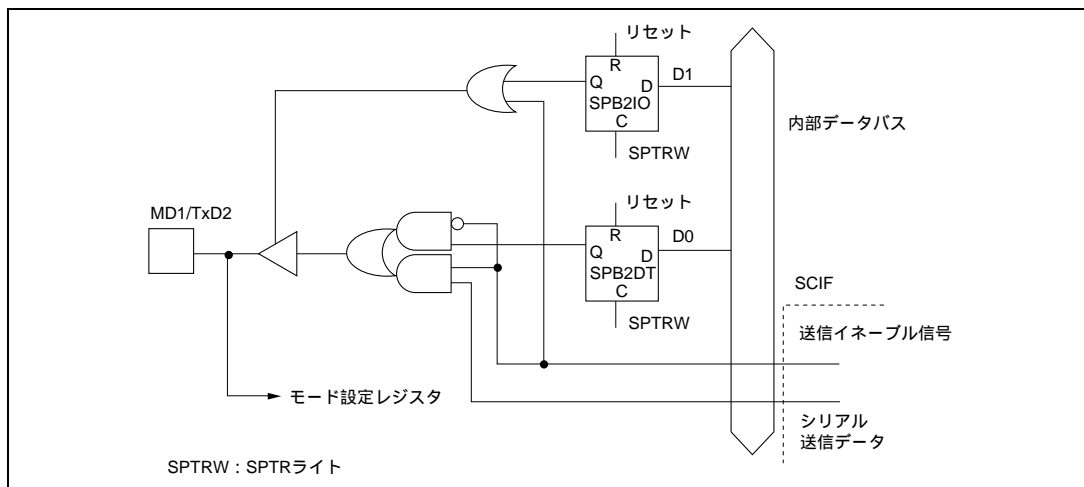 リセット
R
Q
D
D1
SPB2IO
C
SPTRW
内部データバス
リセット
MD1/TxD2
R
Q
D
D0
SPB2DT
C
SPTRW
SCIF
送信イネーブル信号
モード設定レジスタ
シリアル
送信データ
SPTRW：SPTRライト